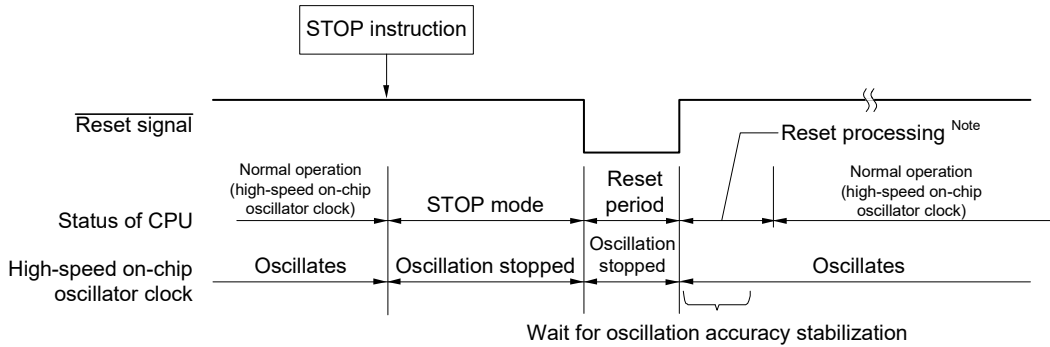 STOP instruction
Reset signal
Reset processing Note
Normal operation
(high-speed on-chip
oscillator clock)
Reset
period
Normal operation
(high-speed on-chip
oscillator clock)
Status of CPU
STOP mode
High-speed on-chip
oscillator clock
Oscillates
Oscillation stopped
Oscillation
stopped
Oscillates
Wait for oscillation accuracy stabilization